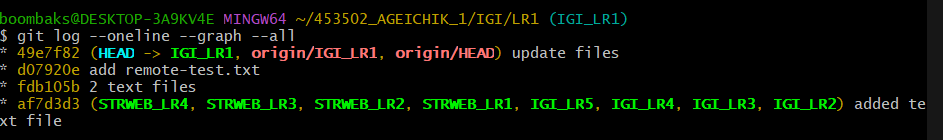 boombaks@DESKTOP-3A9KV4E MINGW64 ~/453502_AGEICHIK_1/IGI/LR1 (IGI_LR1)
$ git log --oneline --graph --all
* 49e7f82 (HEAD -> IGI_LR1, origin/IGI_LR1, origin/HEAD) update files
* d07920e add remote-test.txt
* fdb105b 2 text files
* af7d3d3 (STRWEB_LR4, STRWEB_LR3, STRWEB_LR2, STRWEB_LR1, IGI_LR5, IGI_LR4, IGI_LR3, IGI_LR2) added te
xt file